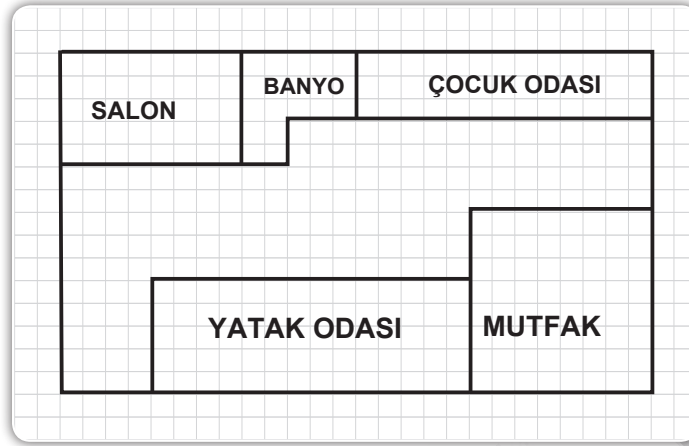 SALON
BANYO
ÇOCUK ODASI
YATAK ODASI
MUTFAK